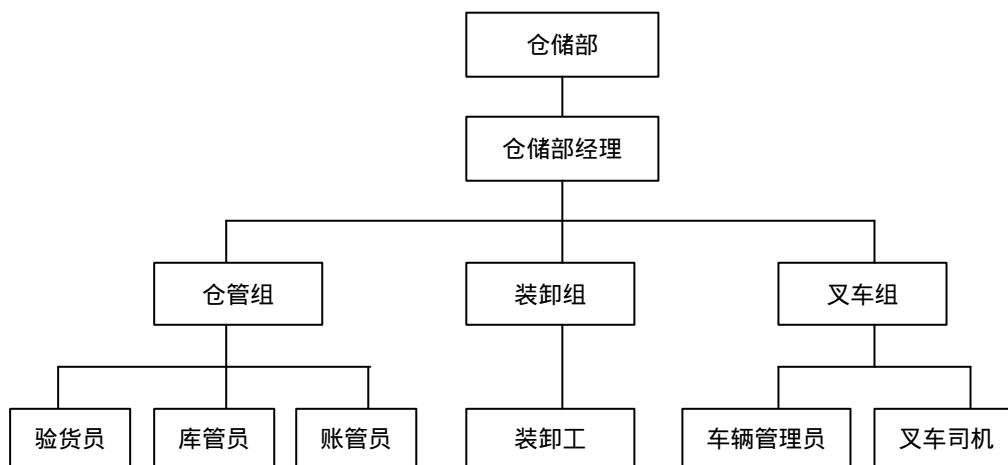 仓储部
仓储部经理
仓管组
装卸组
叉车组
验货员
库管员
账管员
装卸工
车辆管理员
叉车司机